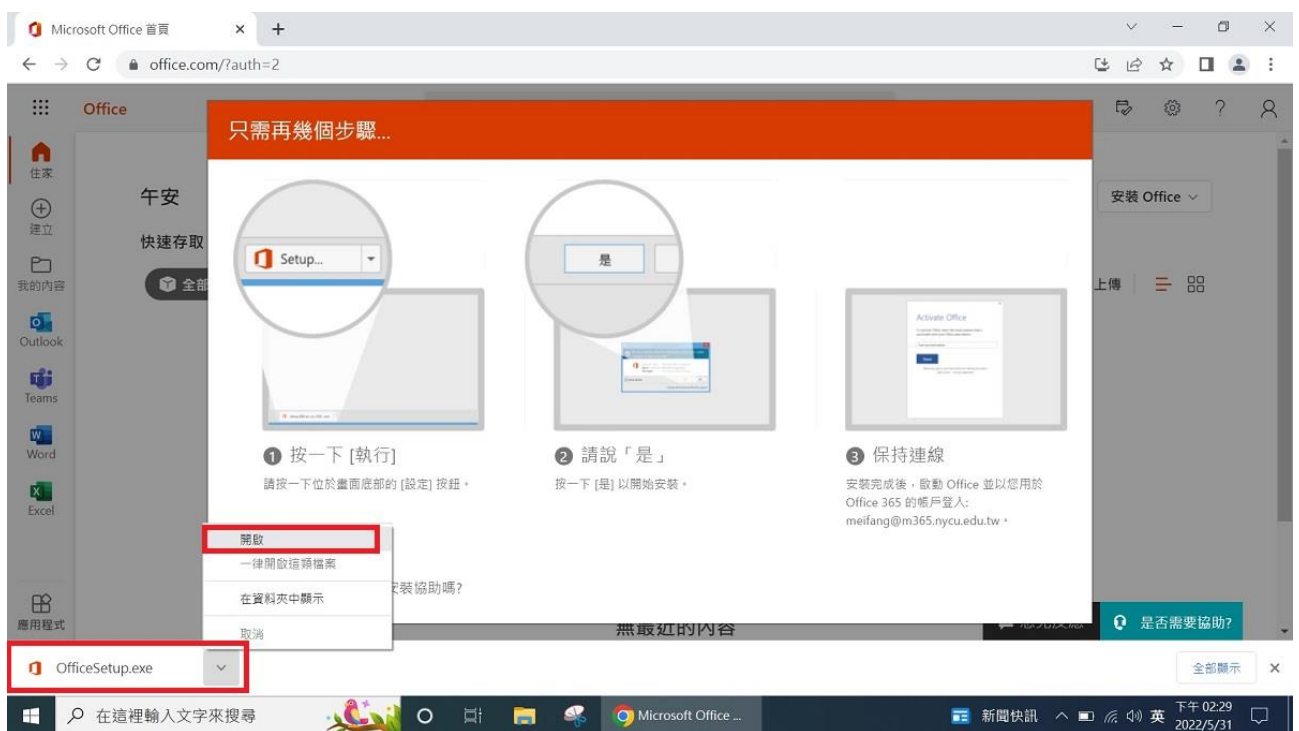 Microsoft Office 首頁
office.com/?auth=2
Office
只需再幾個步驟...
住家
午安
安裝 Office
建立
快速存取
Setup...
是
我的內容
全部
上傳
Outlook
Activate Office
Teams
Word
1 按一下 [執行]
2 請說「是」
3 保持連線
請按一下位於畫面底部的 [設定] 按鈕。
按一下 [是] 以開始安裝。
安裝完成後,啟動 Office 並以您用於
Office 365 的帳戶登入:
meifang@m365.nycu.edu.tw。
Excel
開啟
一律開啟這類檔案
安裝協助嗎?
在資料夾中顯示
應用程式
取消
無最近的內容
是否需要協助?
OfficeSetup.exe
全部顯示
在這裡輸入文字來搜尋
Microsoft Office ...
新聞快訊
英
下午 02:29
2022/5/31